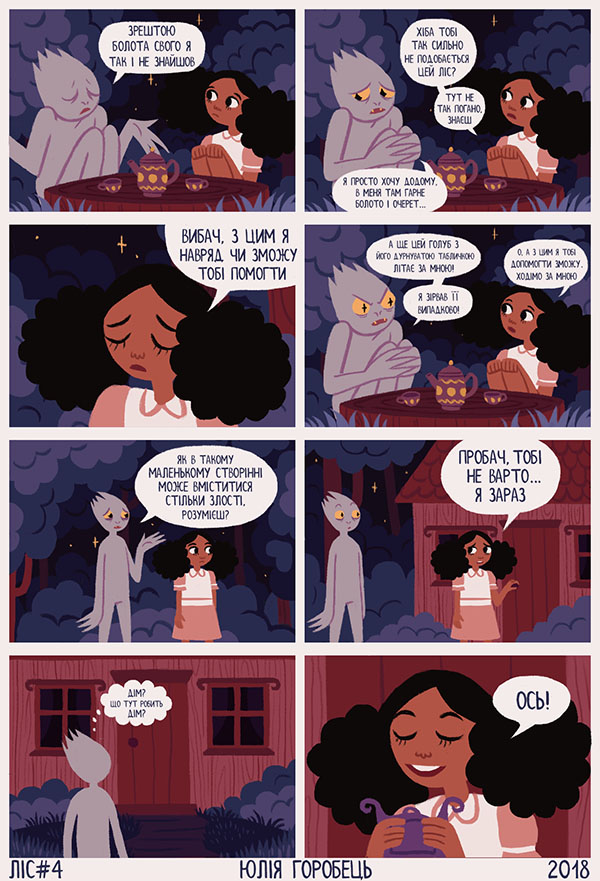 ЗРЕШТОЮ
БОЛОТА СВОГО Я
ТАК І НЕ ЗНАЙШОВ
ХІБА ТОБІ
ТАК СИЛЬНО
НЕ ПОДОБАЄТЬСЯ
ЦЕЙ ЛІС?
ТУТ НЕ
ТАК ПОГАНО,
ЗНАЄШ
Я ПРОСТО ХОЧУ ДОДОМУ,
В МЕНЯ ТАМ ГАРНЕ
БОЛОТО І ОЧЕРЕТ...
ВИБАЧ, З ЦИМ Я
НАВРЯД ЧИ ЗМОЖУ
ТОБІ ПОМОГТИ
А ЩЕ ЦЕЙ ГОЛУБ З
ЙОГО ДУРНУВАТОЮ ТАБЛИЧКОЮ
ЛІТАЄ ЗА МНОЮ!
Я ЗІРВАВ ЇЇ
ВИПАДКОВО!
О, А З ЦИМ Я ТОБІ
ДОПОМОГТИ ЗМОЖУ.
ХОДІМО ЗА МНОЮ
ЯК В ТАКОМУ
МАЛЕНЬКОМУ СТВОРІННІ
МОЖЕ ВМІСТИТИСЯ
СТІЛЬКИ ЗЛОСТІ,
РОЗУМІЄШ?
ПРОБАЧ, ТОБІ
НЕ ВАРТО...
Я ЗАРАЗ
ДІМ?
ЩО ТУТ РОБИТЬ
ДІМ?
ОСЬ!
ЛІС#4
ЮЛІЯ ГОРОБЕЦЬ
2018